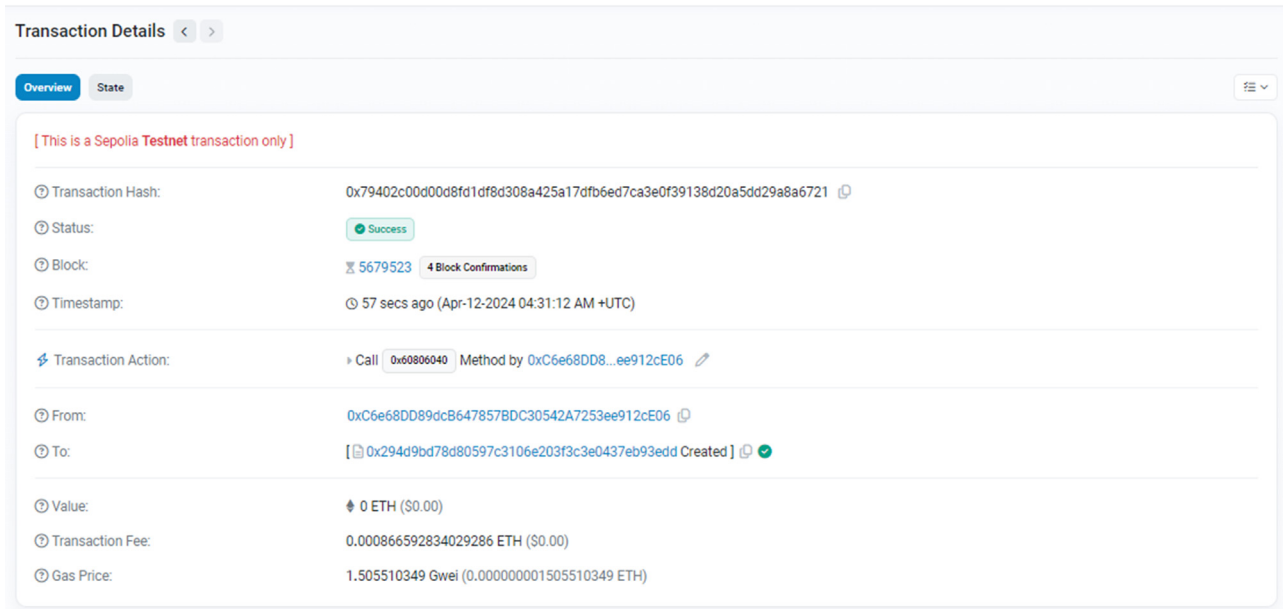 Transaction Details < >
Overview State
[ This is a Sepolia Testnet transaction only ]
Transaction Hash: 0x79402c00d00d8fd1df8d308a425a17dfb6ed7ca3e0f39138d20a5dd29a8a6721
Status: Success
Block: 5679523 4 Block Confirmations
Timestamp: 57 secs ago (Apr-12-2024 04:31:12 AM +UTC)
Transaction Action: Call 0x60806040 Method by 0xC6e68DD8...ee912cE06
From: 0xC6e68DD89dcB647857BDC30542A7253ee912cE06
To: [ 0x294d9bd78d80597c3106e203f3c3e0437eb93edd Created ]
Value: 0 ETH ($0.00)
Transaction Fee: 0.000866592834029286 ETH ($0.00)
Gas Price: 1.505510349 Gwei (0.000000001505510349 ETH)